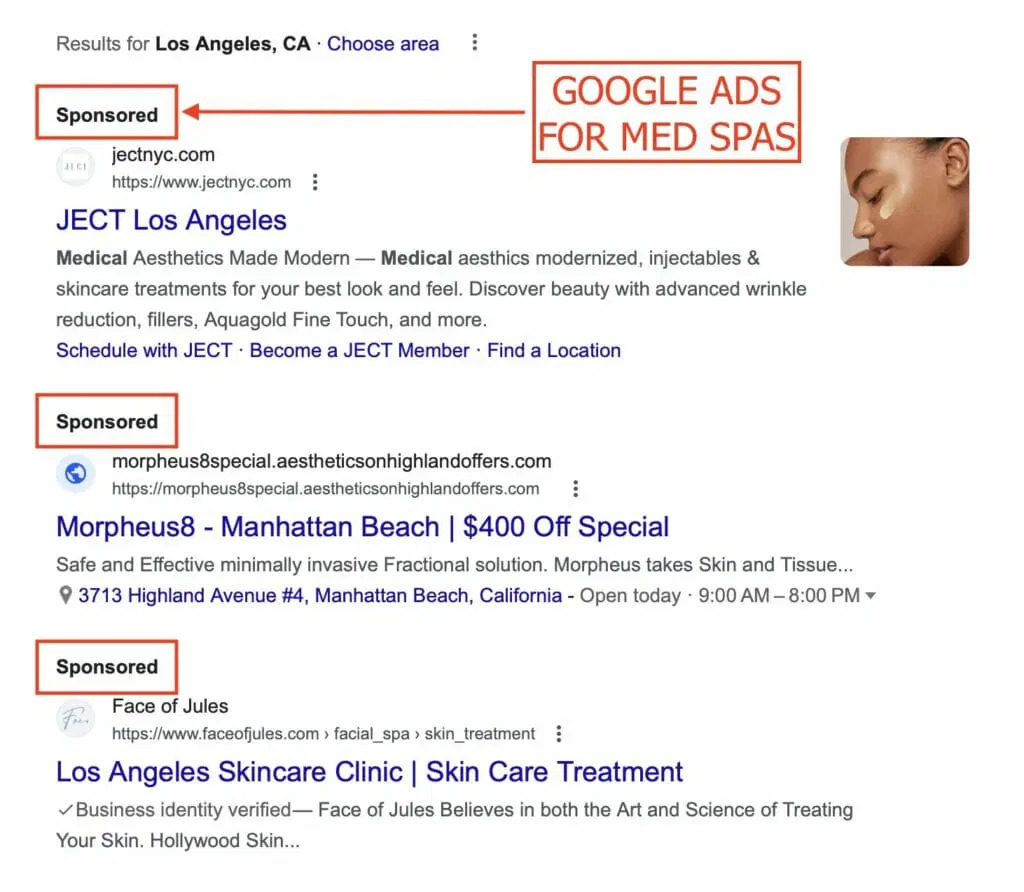 Results for Los Angeles, CA · Choose area
GOOGLE ADS
FOR MED SPAS
Sponsored
JECT
jectnyc.com
https://www.jectnyc.com
JECT Los Angeles
Medical Aesthetics Made Modern — Medical aesthics modernized, injectables &
skincare treatments for your best look and feel. Discover beauty with advanced wrinkle
reduction, fillers, Aquagold Fine Touch, and more.
Schedule with JECT · Become a JECT Member · Find a Location
Sponsored
morpheus8special.aestheticsonhighlandoffers.com
https://morpheus8special.aestheticsonhighlandoffers.com
Morpheus8 - Manhattan Beach | $400 Off Special
Safe and Effective minimally invasive Fractional solution. Morpheus takes Skin and Tissue...
3713 Highland Avenue #4, Manhattan Beach, California - Open today · 9:00 AM – 8:00 PM
Sponsored
Face of Jules
https://www.faceofjules.com › facial_spa › skin_treatment
Los Angeles Skincare Clinic | Skin Care Treatment
✓Business identity verified— Face of Jules Believes in both the Art and Science of Treating
Your Skin. Hollywood Skin...